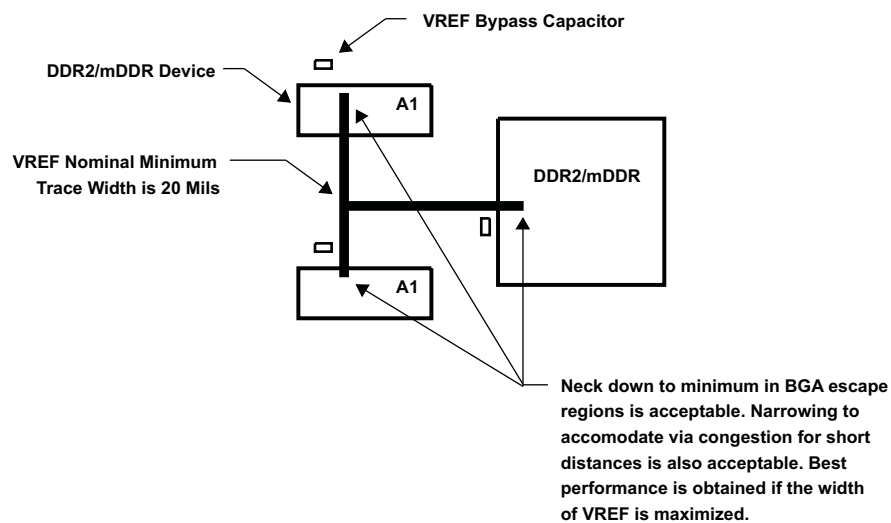 VREF Bypass Capacitor
DDR2/mDDR Device
A1
VREF Nominal Minimum
Trace Width is 20 Mils
DDR2/mDDR
A1
Neck down to minimum in BGA escape
regions is acceptable. Narrowing to
accomodate via congestion for short
distances is also acceptable. Best
performance is obtained if the width
of VREF is maximized.